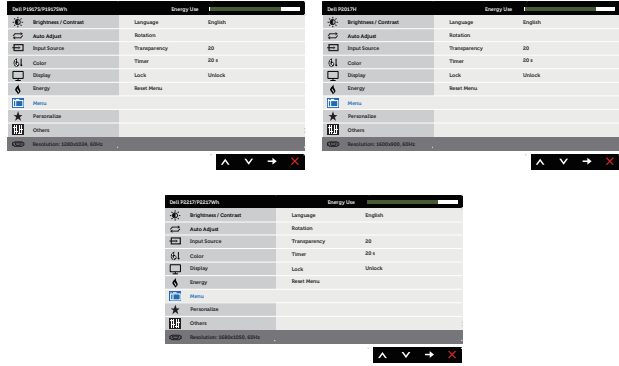 Dell P1917S/P1917SWh Energy Use
Brightness / Contrast Language English
Auto Adjust Rotation
Input Source Transparency 20
Color Timer 20 s
Display Lock Unlock
Energy Reset Menu
Menu
Personalize
Others
Resolution: 1280x1024, 60Hz
Dell P2017H Energy Use
Brightness / Contrast Language English
Auto Adjust Rotation
Input Source Transparency 20
Color Timer 20 s
Display Lock Unlock
Energy Reset Menu
Menu
Personalize
Others
Resolution: 1600x900, 60Hz
Dell P2217/P2217Wh Energy Use
Brightness / Contrast Language English
Auto Adjust Rotation
Input Source Transparency 20
Color Timer 20 s
Display Lock Unlock
Energy Reset Menu
Menu
Personalize
Others
Resolution: 1680x1050, 60Hz